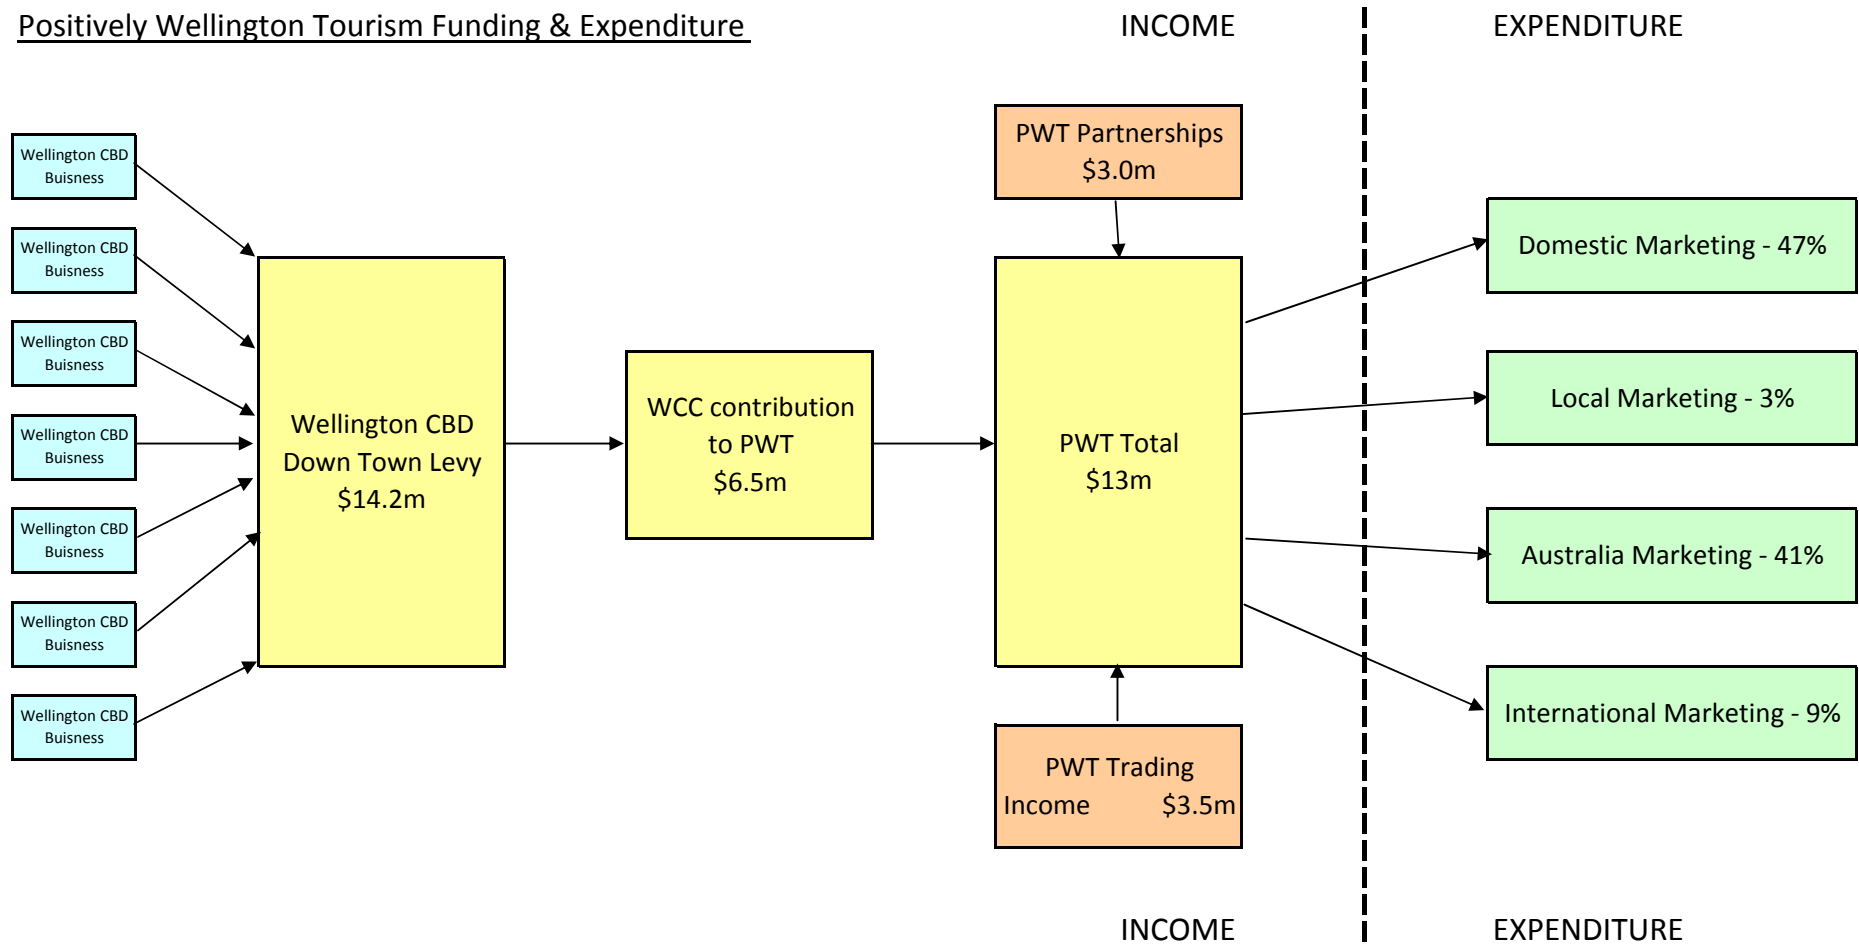 Positively Wellington Tourism Funding & Expenditure
INCOME
EXPENDITURE
Wellington CBD
Buisness
Wellington CBD
Buisness
Wellington CBD
Buisness
Wellington CBD
Buisness
Wellington CBD
Buisness
Wellington CBD
Buisness
Wellington CBD
Buisness
Wellington CBD
Down Town Levy
$14.2m
WCC contribution
to PWT
$6.5m
PWT Partnerships
$3.0m
PWT Total
$13m
PWT Trading
Income $3.5m
Domestic Marketing - 47%
Local Marketing - 3%
Australia Marketing - 41%
International Marketing - 9%
INCOME
EXPENDITURE